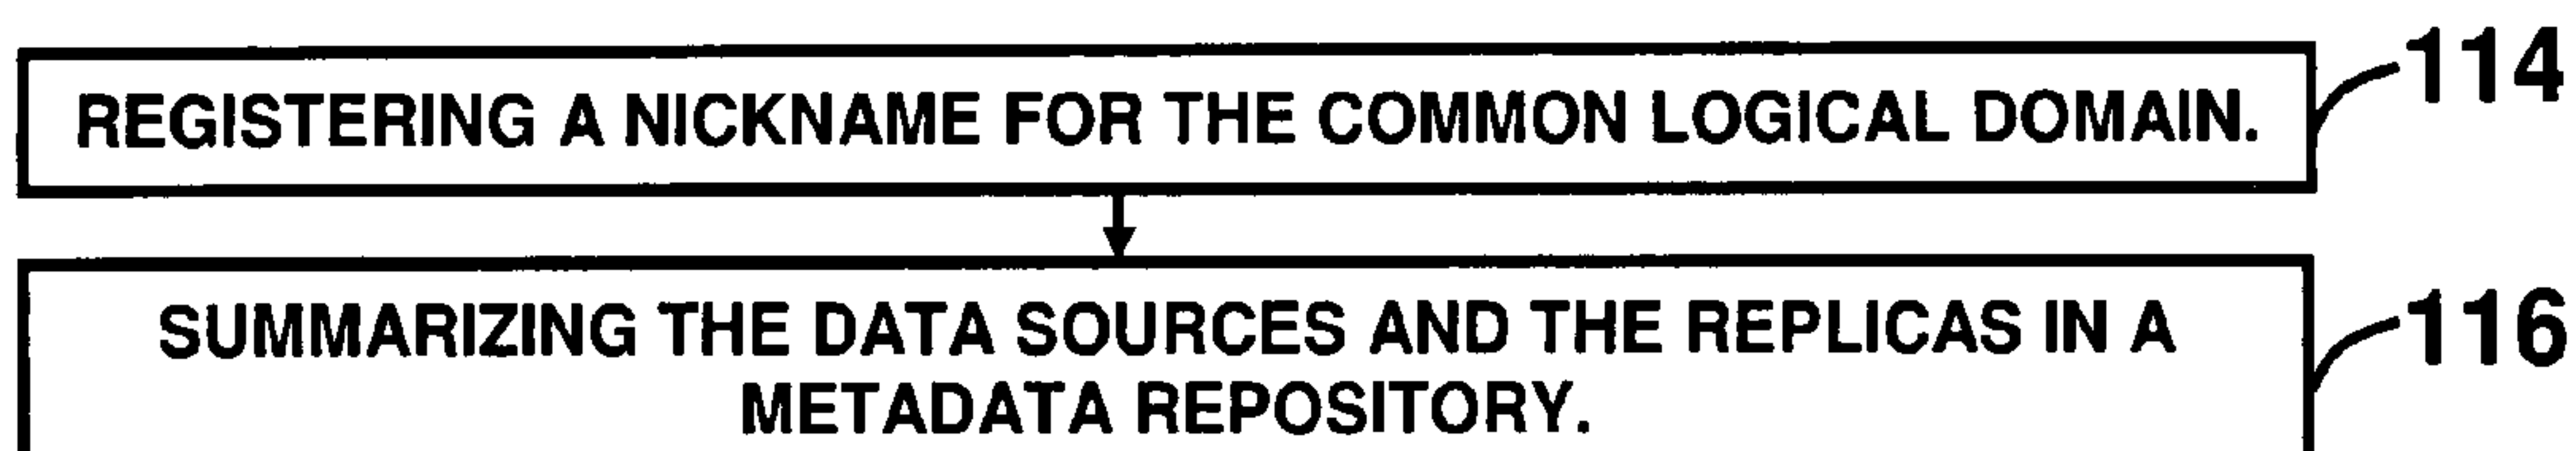 REGISTERING A NICKNAME FOR THE COMMON LOGICAL DOMAIN.
114
SUMMARIZING THE DATA SOURCES AND THE REPLICAS IN A
METADATA REPOSITORY.
116